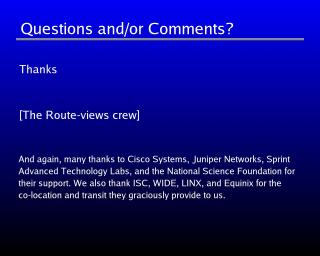 Questions and/or Comments?
Thanks
[The Route-views crew]
And again, many thanks to Cisco Systems, Juniper Networks, Sprint
Advanced Technology Labs, and the National Science Foundation for
their support. We also thank ISC, WIDE, LINX, and Equinix for the
co-location and transit they graciously provide to us.